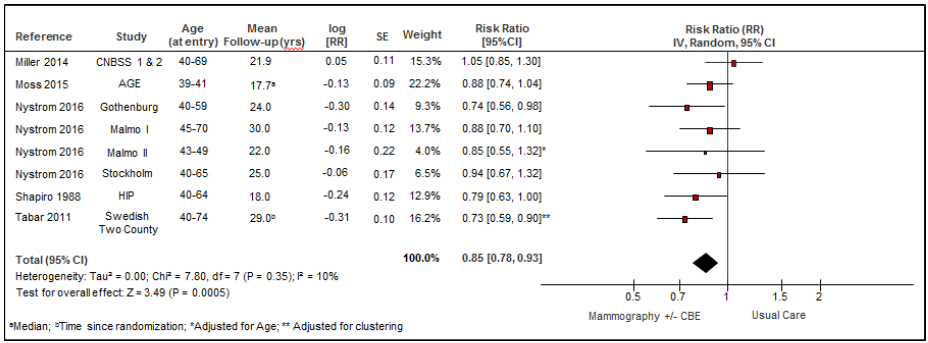 Reference Study Age (at entry) Mean Follow-up (yrs) log [RR] SE Weight Risk Ratio [95%CI] Risk Ratio (RR) IV, Random, 95% CI
Miller 2014 CNBSS 1 & 2 40-69 21.9 0.05 0.11 15.3% 1.05 [0.85, 1.30]
Moss 2015 AGE 39-41 17.7ᵃ -0.13 0.09 22.2% 0.88 [0.74, 1.04]
Nystrom 2016 Gothenburg 40-59 24.0 -0.30 0.14 9.3% 0.74 [0.56, 0.98]
Nystrom 2016 Malmo I 45-70 30.0 -0.13 0.12 13.7% 0.88 [0.70, 1.10]
Nystrom 2016 Malmo II 43-49 22.0 -0.16 0.22 4.0% 0.85 [0.55, 1.32]*
Nystrom 2016 Stockholm 40-65 25.0 -0.06 0.17 6.5% 0.94 [0.67, 1.32]
Shapiro 1988 HIP 40-64 18.0 -0.24 0.12 12.9% 0.79 [0.63, 1.00]
Tabar 2011 Swedish Two County 40-74 29.0ᵇ -0.31 0.10 16.2% 0.73 [0.59, 0.90]**
Total (95% CI) 100.0% 0.85 [0.78, 0.93]
Heterogeneity: Tau² = 0.00; Chi² = 7.80, df = 7 (P = 0.35); I² = 10%
Test for overall effect: Z = 3.49 (P = 0.0005)
0.5 0.7 1 1.5 2
Mammography +/- CBE Usual Care
ᵃMedian; ᵇTime since randomization; *Adjusted for Age; ** Adjusted for clustering